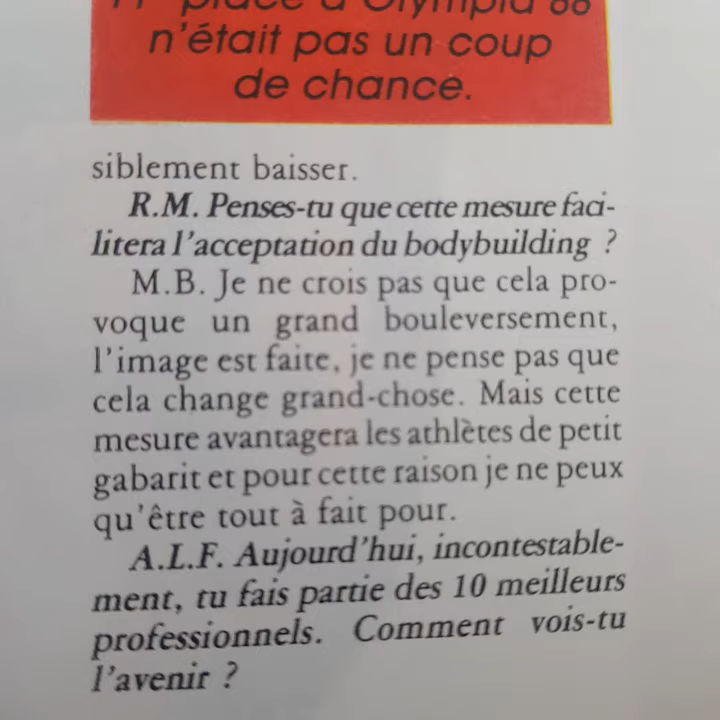 place à Olympia 88
n'était pas un coup
de chance.
siblement baisser.
R.M. Penses-tu que cette mesure faci-
litera l'acceptation du bodybuilding ?
M.B. Je ne crois pas que cela pro-
voque un grand bouleversement,
l'image est faite, je ne pense pas que
cela change grand-chose. Mais cette
mesure avantagera les athlètes de petit
gabarit et pour cette raison je ne peux
qu'être tout à fait pour.
A.L.F. Aujourd'hui, incontestable-
ment, tu fais partie des 10 meilleurs
professionnels. Comment vois-tu
l'avenir ?